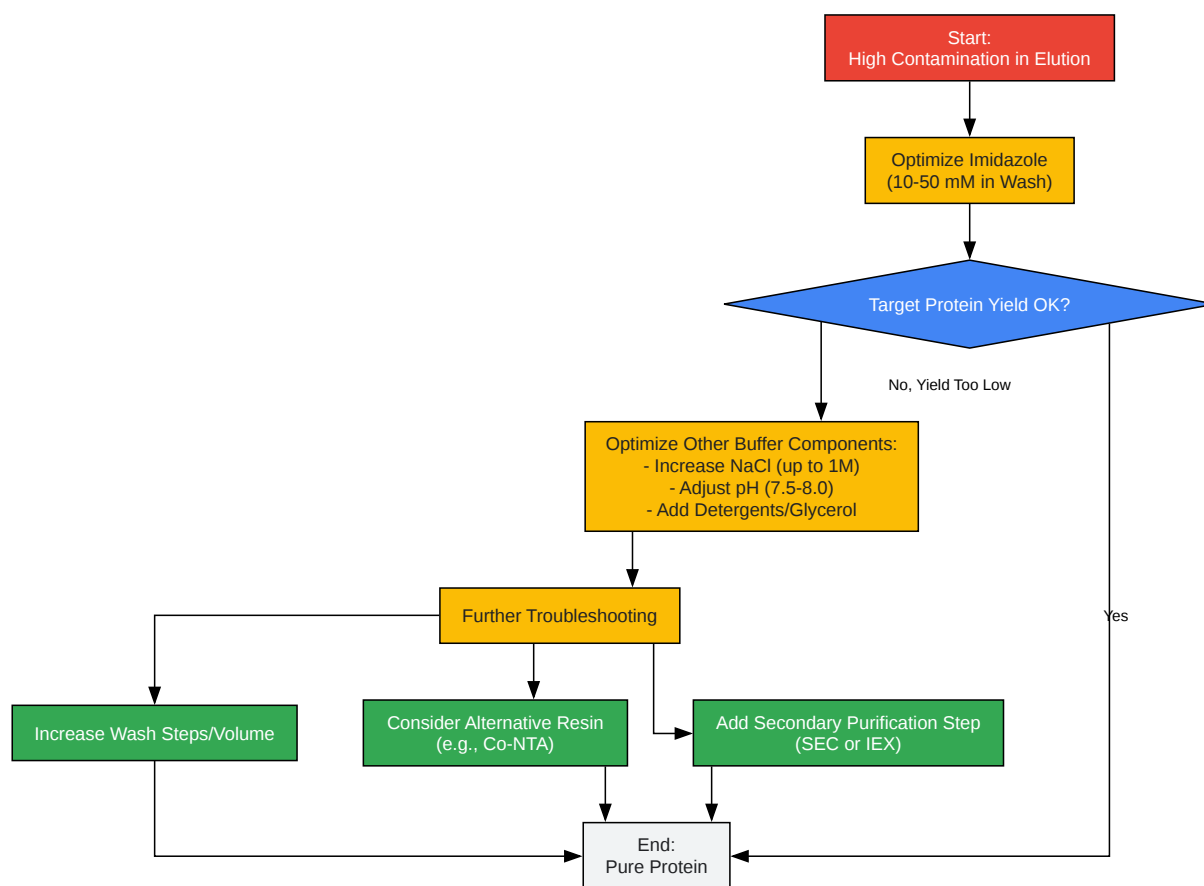 Start:
High Contamination in Elution
Optimize Imidazole
(10-50 mM in Wash)
Target Protein Yield OK?
No, Yield Too Low
Optimize Other Buffer Components:
- Increase NaCl (up to 1M)
- Adjust pH (7.5-8.0)
- Add Detergents/Glycerol
Further Troubleshooting
Yes
Increase Wash Steps/Volume
Consider Alternative Resin
(e.g., Co-NTA)
Add Secondary Purification Step
(SEC or IEX)
End:
Pure Protein